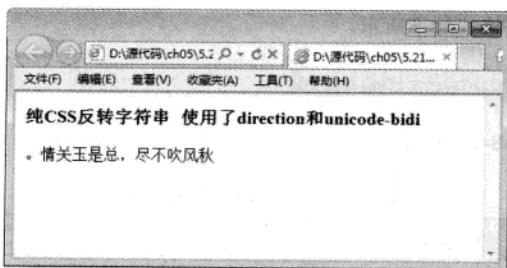 D:\源代码\ch05\5.2
D:\源代码\ch05\5.21...
文件(F) 编辑(E) 查看(V) 收藏夹(A) 工具(T) 帮助(H)
纯CSS反转字符串 使用了direction和unicode-bidi
。情关玉是总，尽不吹风秋